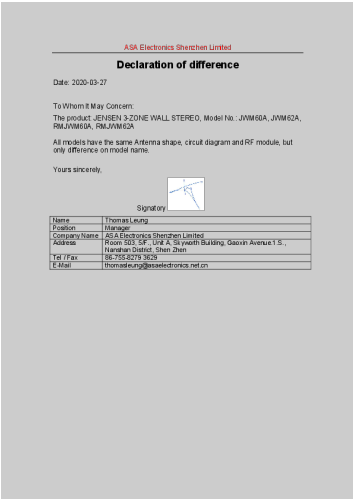 ASA Electronics Shenzhen Limited
Declaration of difference
Date: 2020-03-27
To Whom It May Concern:
The product: JENSEN 3-ZONE WALL STEREO, Model No.: JWM60A, JWM62A,
RMJWM60A, RMJWM62A
All models have the same Antenna shape, circuit diagram and RF module, but
only difference on model name.
Yours sincerely,
Signatory
Name Thomas Leung
Position Manager
Company Name ASA Electronics Shenzhen Limited
Address Room 503, 5/F., Unit A, Skyworth Building, Gaoxin Avenue.1.S.,
Nanshan District, Shen Zhen
Tel / Fax 86-755-8279 3629
E-Mail thomasleung@asaelectronics.net.cn